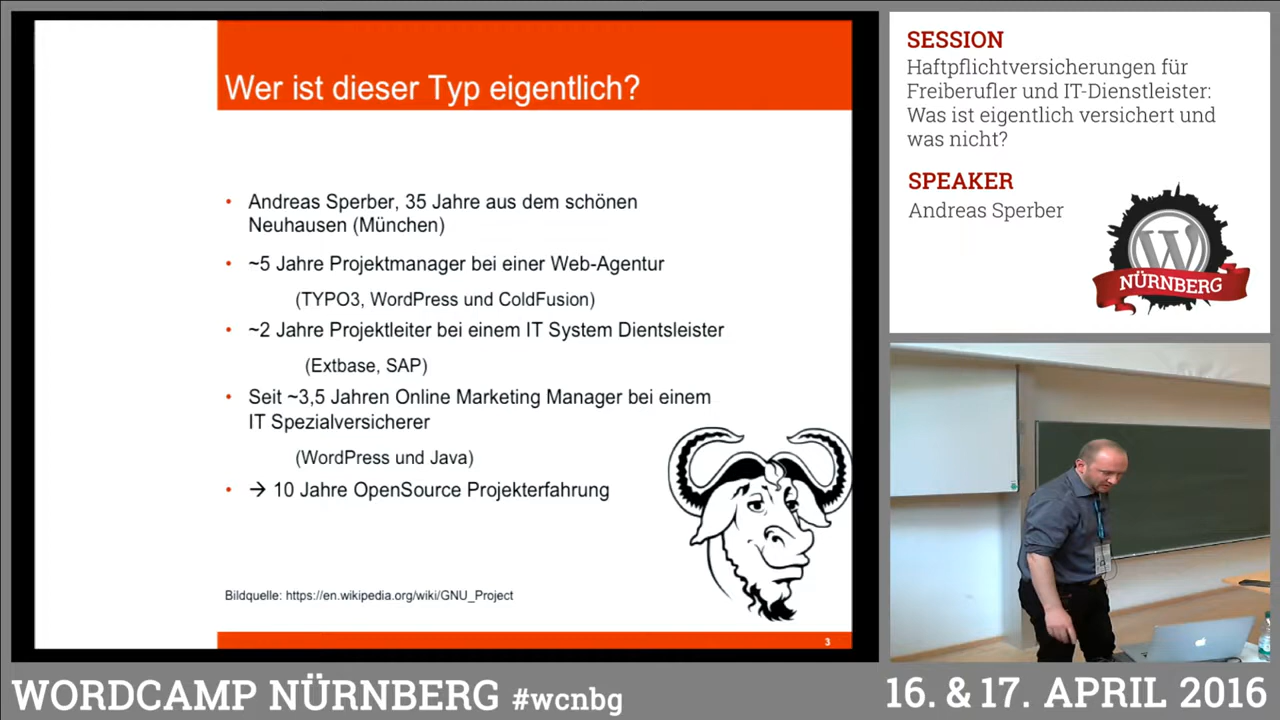 Wer ist dieser Typ eigentlich?
• Andreas Sperber, 35 Jahre aus dem schönen
Neuhausen (München)
• ~5 Jahre Projektmanager bei einer Web-Agentur
(TYPO3, WordPress und ColdFusion)
• ~2 Jahre Projektleiter bei einem IT System Dientsleister
(Extbase, SAP)
• Seit ~3,5 Jahren Online Marketing Manager bei einem
IT Spezialversicherer
(WordPress und Java)
• → 10 Jahre OpenSource Projekterfahrung
Bildquelle: https://en.wikipedia.org/wiki/GNU_Project
3
SESSION
Haftpflichtversicherungen für
Freiberufler und IT-Dienstleister:
Was ist eigentlich versichert und
was nicht?
SPEAKER
Andreas Sperber
W
NÜRNBERG
WORDCAMP NÜRNBERG #wcnbg
16. & 17. APRIL 2016